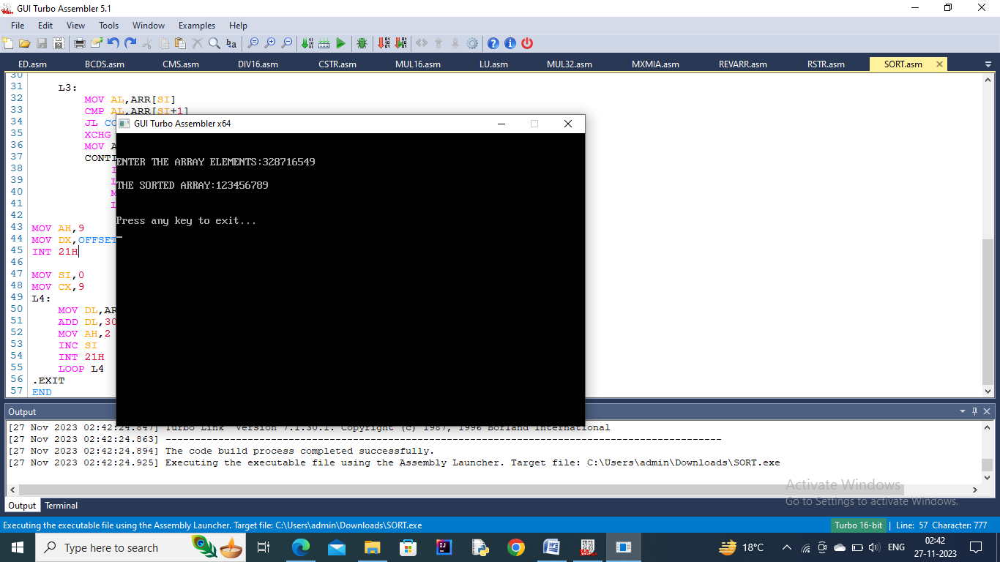 GUI Turbo Assembler 5.1
File Edit View Tools Window Examples Help
ED.asm BCDS.asm CMS.asm DIV16.asm CSTR.asm MUL16.asm LU.asm MUL32.asm MXMIA.asm REVARR.asm RSTR.asm SORT.asm
30
31 L3:
32 MOV AL,ARR[SI]
33 CMP AL,ARR[SI+1]
34 JL CO
35 XCHG
36 MOV A
37 CONTI
38
39
40
41
42
43 MOV AH,9
44 MOV DX,OFFSET
45 INT 21H
46
47 MOV SI,0
48 MOV CX,9
49 L4:
50 MOV DL,AR
51 ADD DL,30
52 MOV AH,2
53 INC SI
54 INT 21H
55 LOOP L4
56 .EXIT
57 END
GUI Turbo Assembler x64
ENTER THE ARRAY ELEMENTS:328716549
THE SORTED ARRAY:123456789
Press any key to exit...
Output
[27 Nov 2023 02:42:24.847] Turbo Link Version 7.1.30.1. Copyright (c) 1987, 1996 Borland International
[27 Nov 2023 02:42:24.863] -----------------------------------------------------------------------------------------------
[27 Nov 2023 02:42:24.894] The code build process completed successfully.
[27 Nov 2023 02:42:24.925] Executing the executable file using the Assembly Launcher. Target file: C:\Users\admin\Downloads\SORT.exe
Activate Windows
Go to Settings to activate Windows.
Output Terminal
Executing the executable file using the Assembly Launcher. Target file: C:\Users\admin\Downloads\SORT.exe Turbo 16-bit | Line: 57 Character: 777
Type here to search 18°C ENG 02:42
27-11-2023